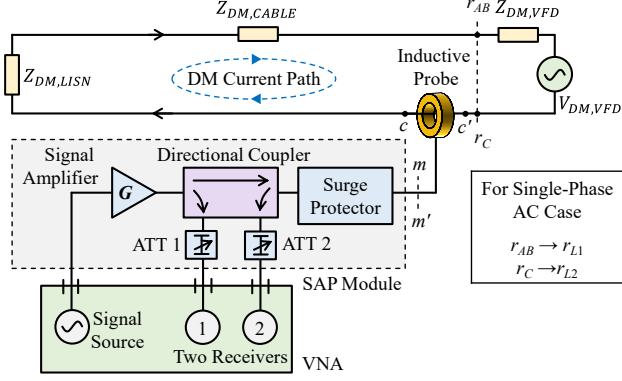 Z_{DM,CABLE}
r_{AB}
Z_{DM,VFD}
Z_{DM,LISN}
DM Current Path
Inductive
Probe
V_{DM,VFD}
c
c'
r_C
Signal
Amplifier
Directional Coupler
m
G
Surge
Protector
m'
ATT 1
ATT 2
SAP Module
For Single-Phase
AC Case
r_{AB} → r_{L1}
r_C → r_{L2}
Signal
Source
1
2
Two Receivers
VNA